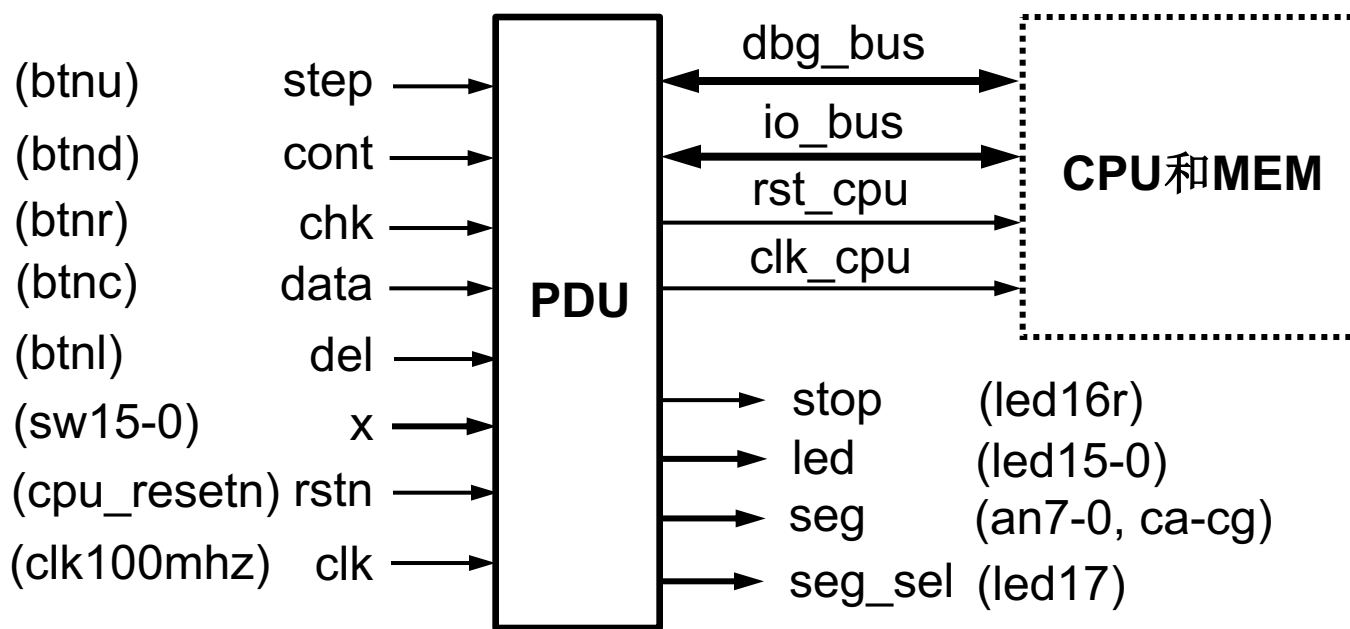 (btnu) step
(btnd) cont
(btnr) chk
(btnc) data
(btnl) del
(sw15-0) x
(cpu_resetn) rstn
(clk100mhz) clk
PDU
dbg_bus
io_bus
rst_cpu
clk_cpu
CPU和MEM
stop (led16r)
led (led15-0)
seg (an7-0, ca-cg)
seg_sel (led17)